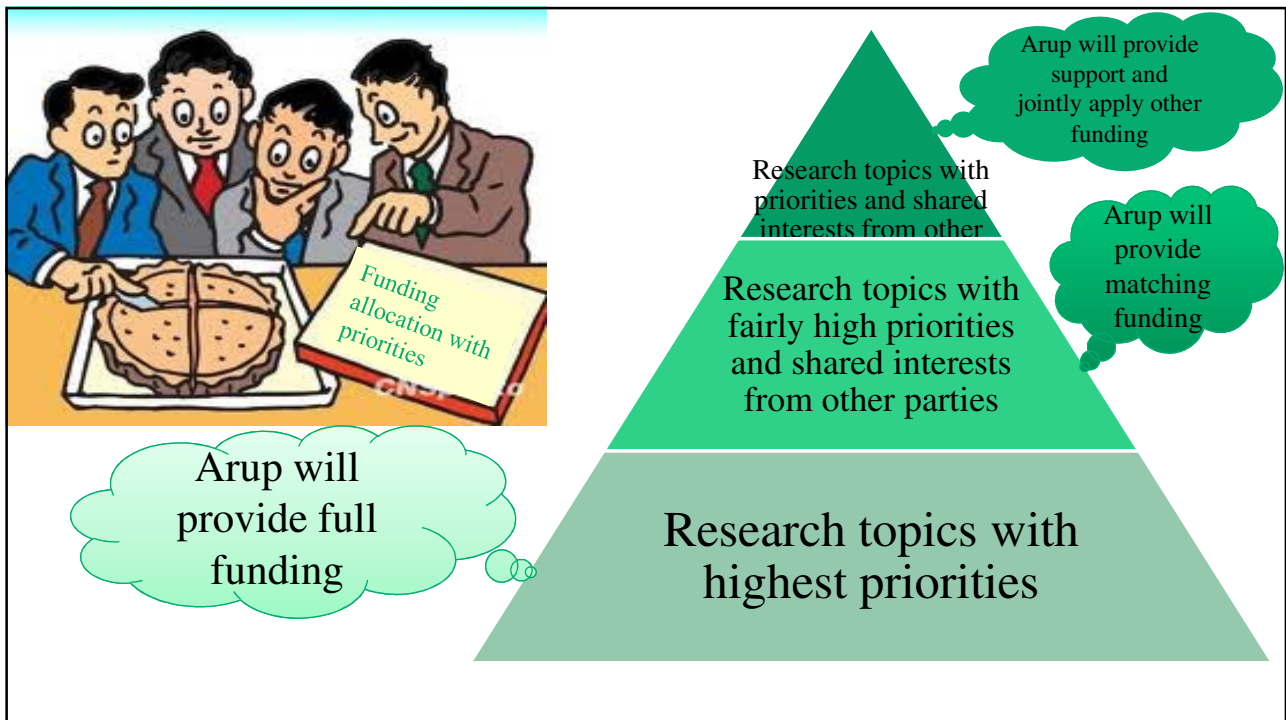 Funding
allocation with
priorities
Arup will
provide full
funding
Arup will provide
support and
jointly apply other
funding
Research topics with
priorities and shared
interests from other
Arup will
provide
matching
funding
Research topics with
fairly high priorities
and shared interests
from other parties
Research topics with
highest priorities